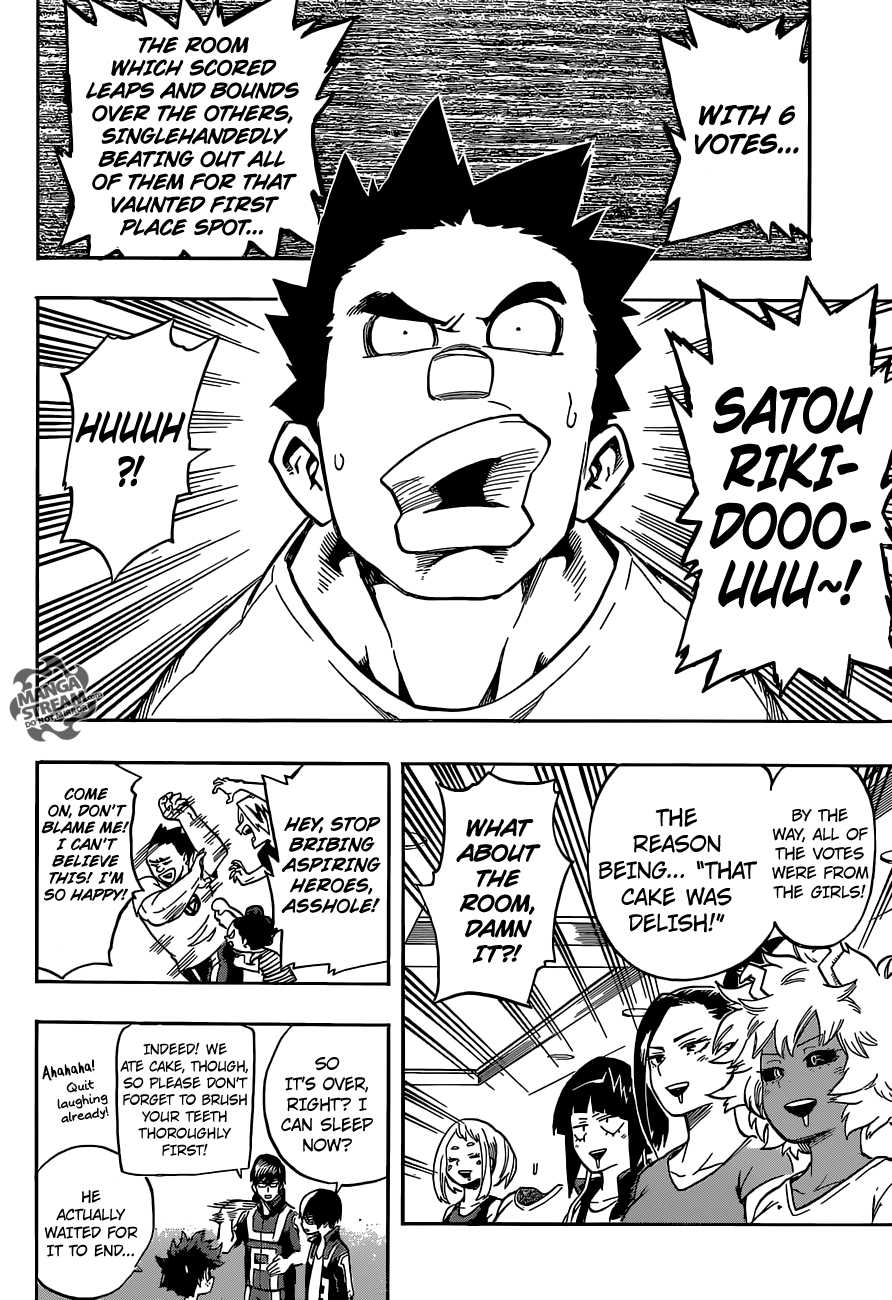 WITH 6
VOTES...
THE ROOM
WHICH SCORED
LEAPS AND BOUNDS
OVER THE OTHERS,
SINGLEHANDEDLY
BEATING OUT ALL
OF THEM FOR THAT
VAUNTED FIRST
PLACE SPOT...
SATOU
RIKI-
DOOO-
UUU~!
HUUUH
?!
MANGA
STREAM.com
DO NOT MIRROR
BY THE
WAY, ALL OF
THE VOTES
WERE FROM
THE GIRLS!
THE
REASON
BEING... "THAT
CAKE WAS
DELISH!"
WHAT
ABOUT
THE
ROOM,
DAMN
IT?!
HEY, STOP
BRIBING
ASPIRING
HEROES,
ASSHOLE!
COME
ON, DON'T
BLAME ME!
I CAN'T
BELIEVE
THIS! I'M
SO HAPPY!
SO
IT'S OVER,
RIGHT? I
CAN SLEEP
NOW?
INDEED! WE
ATE CAKE, THOUGH,
SO PLEASE DON'T
FORGET TO BRUSH
YOUR TEETH
THOROUGHLY
FIRST!
Ahahaha!
Quit
laughing
already!
HE
ACTUALLY
WAITED FOR
IT TO END...